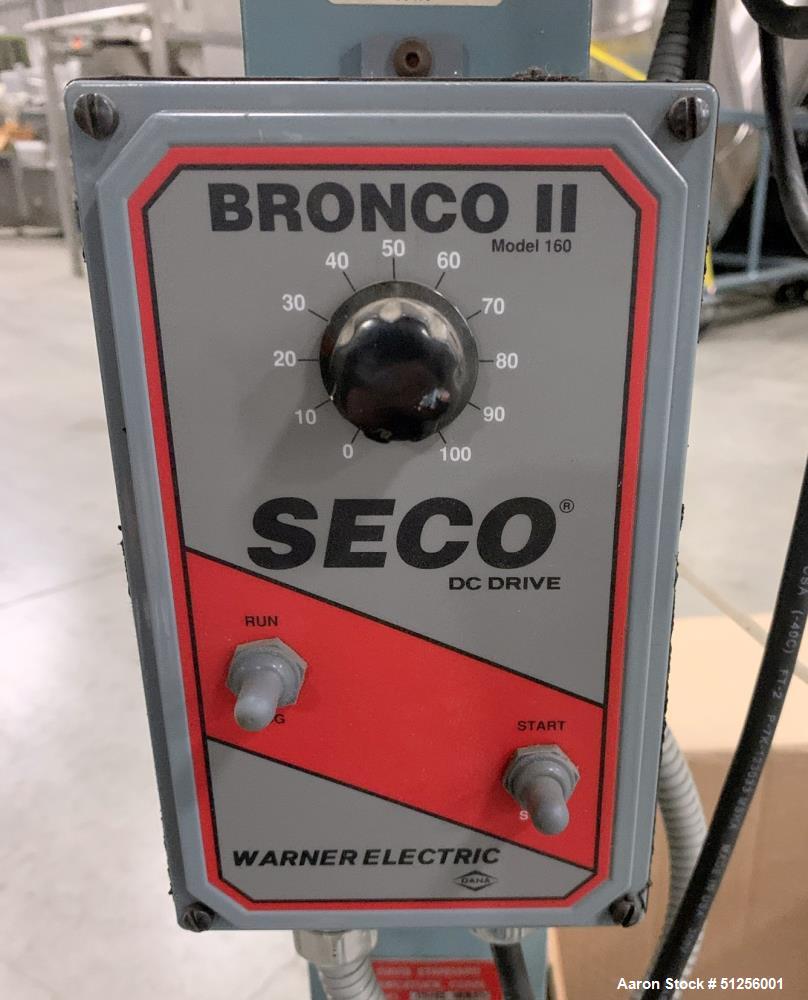 BRONCO II
Model 160
50
40
60
30
70
20
80
10
90
0
100
SECO®
DC DRIVE
RUN
START
WARNER ELECTRIC
DANA
Aaron Stock # 51256001